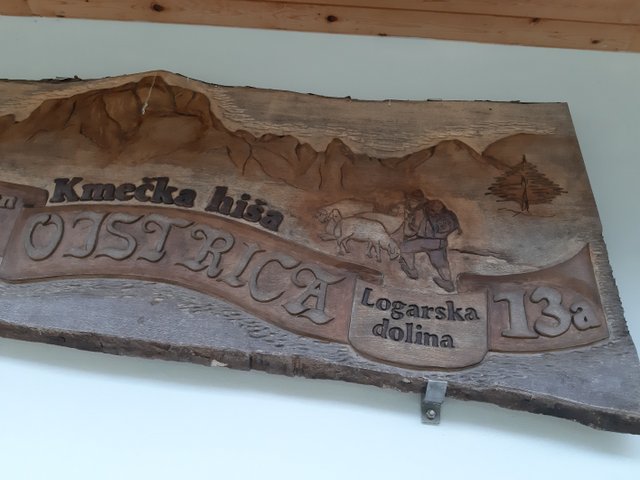 Kmečka hiša
OJSTRICA
Logarska
dolina
13a